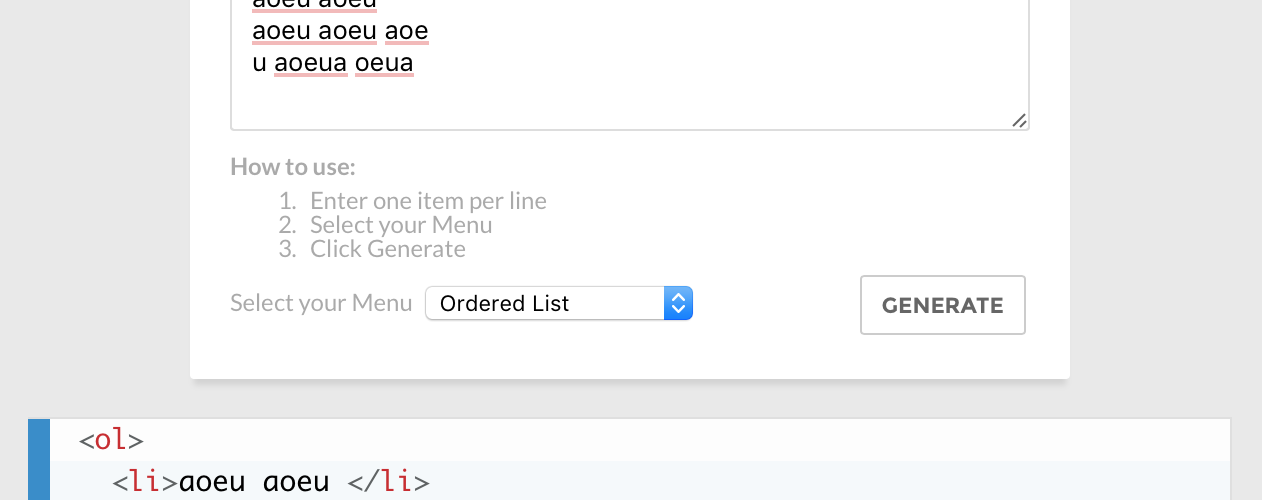 aoeu aoeu
aoeu aoeu aoe
u aoeua oeua
How to use:
1. Enter one item per line
2. Select your Menu
3. Click Generate
Select your Menu Ordered List GENERATE
<ol>
<li>aoeu aoeu </li>